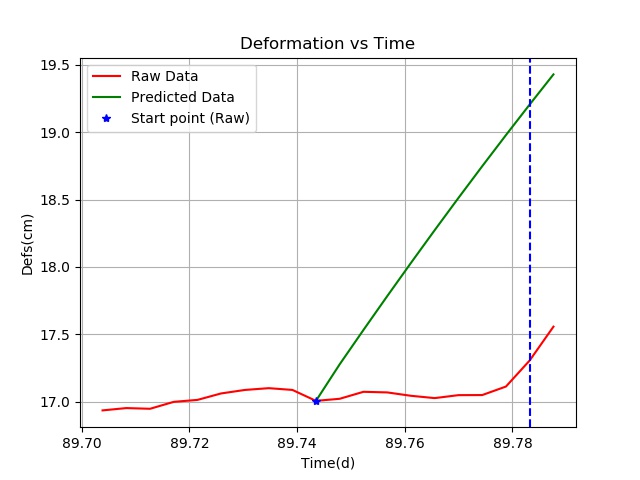 Deformation vs Time
Raw Data
Predicted Data
Start point (Raw)
Defs(cm)
19.5
19.0
18.5
18.0
17.5
17.0
89.70 89.72 89.74 89.76 89.78
Time(d)